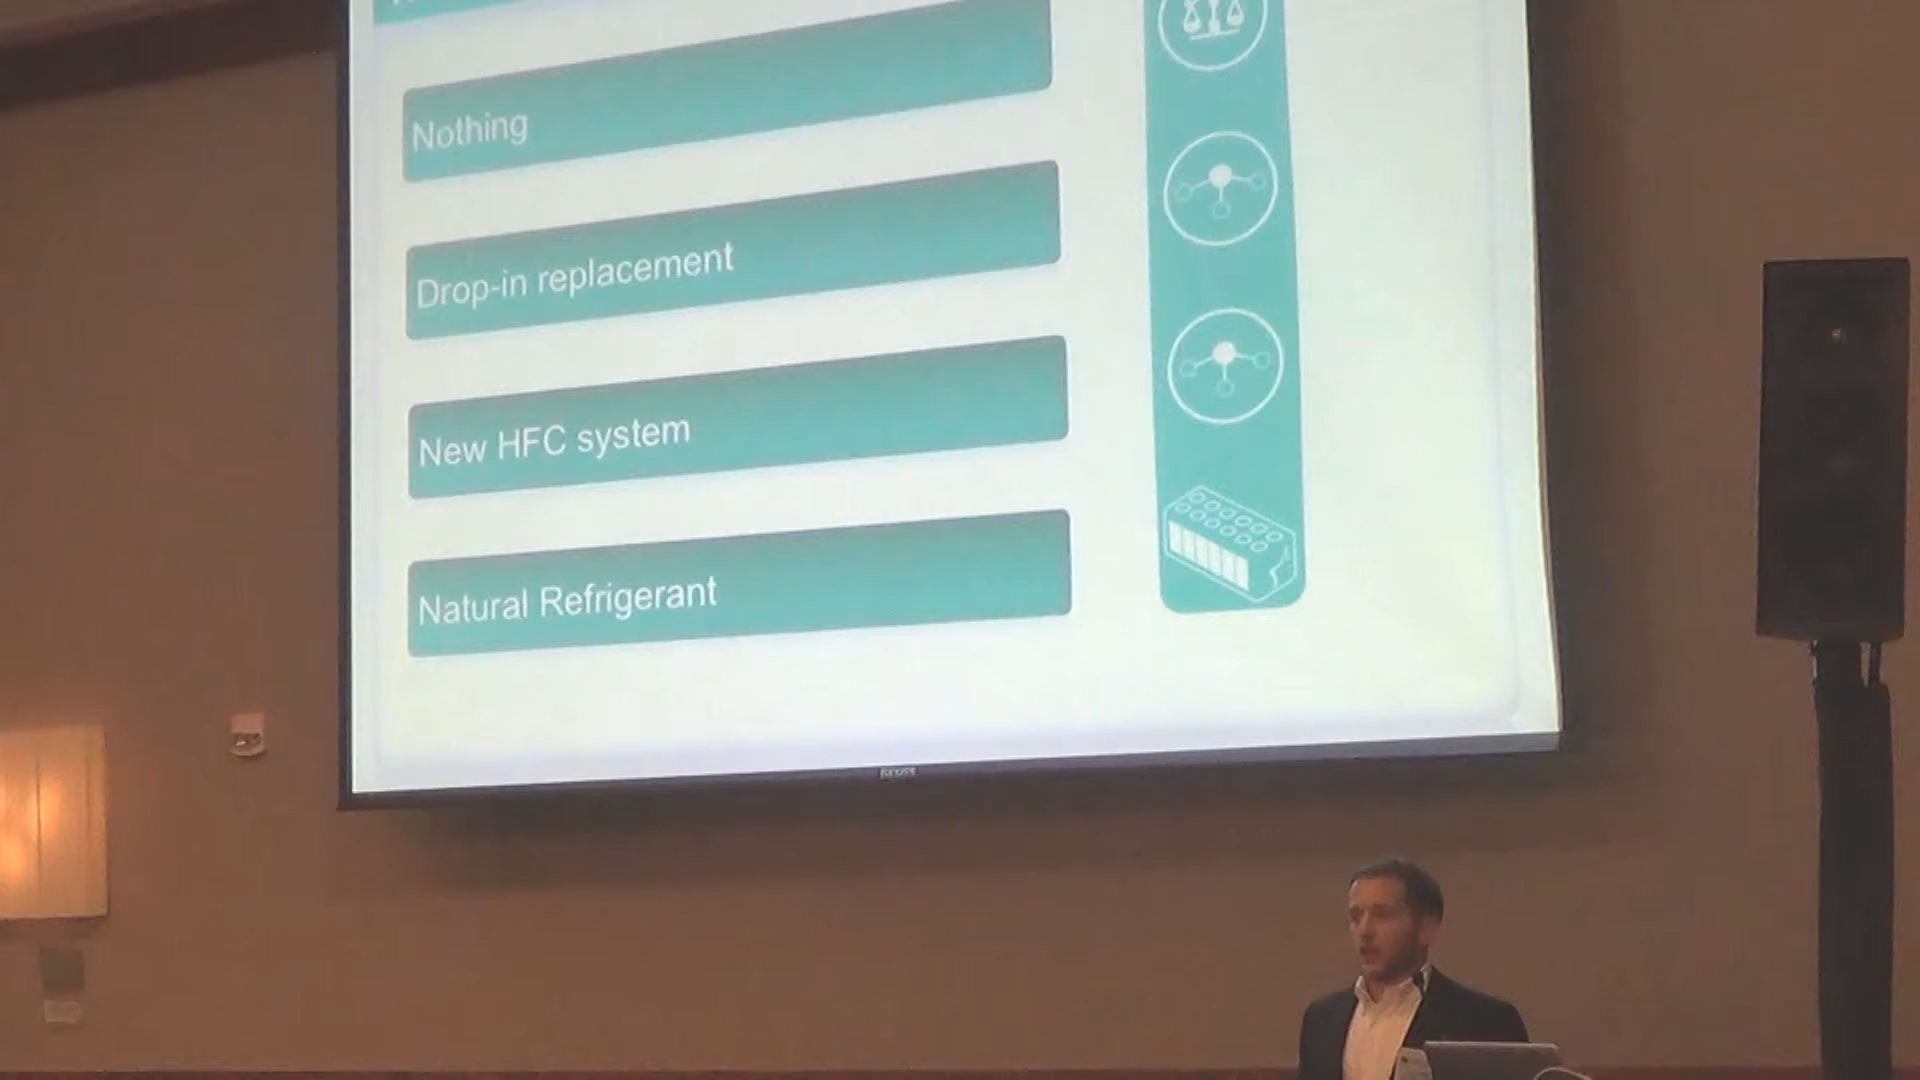 Nothing
Drop-in replacement
New HFC system
Natural Refrigerant